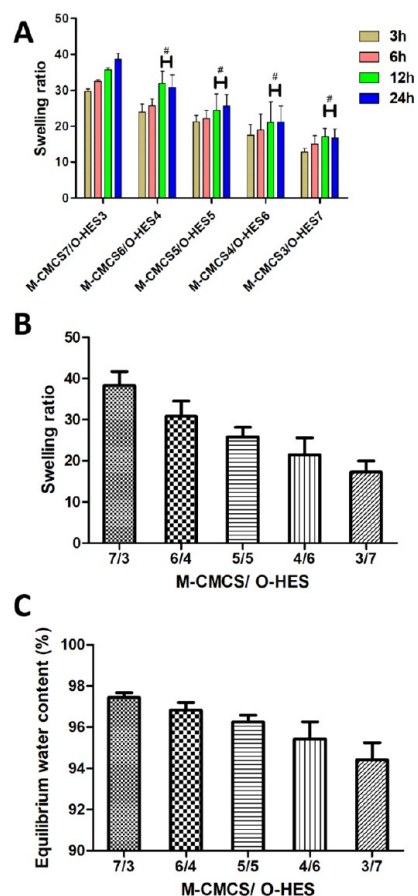 A
Swelling ratio
50
40
30
20
10
0
# # # #
3h
6h
12h
24h
M-CMCS7/O-HES3
M-CMCS6/O-HES4
M-CMCS5/O-HES5
M-CMCS4/O-HES6
M-CMCS3/O-HES7
B
Swelling ratio
50
40
30
20
10
0
7/3 6/4 5/5 4/6 3/7
M-CMCS/ O-HES
C
Equilibrium water content (%)
100
98
96
94
92
90
7/3 6/4 5/5 4/6 3/7
M-CMCS/ O-HES